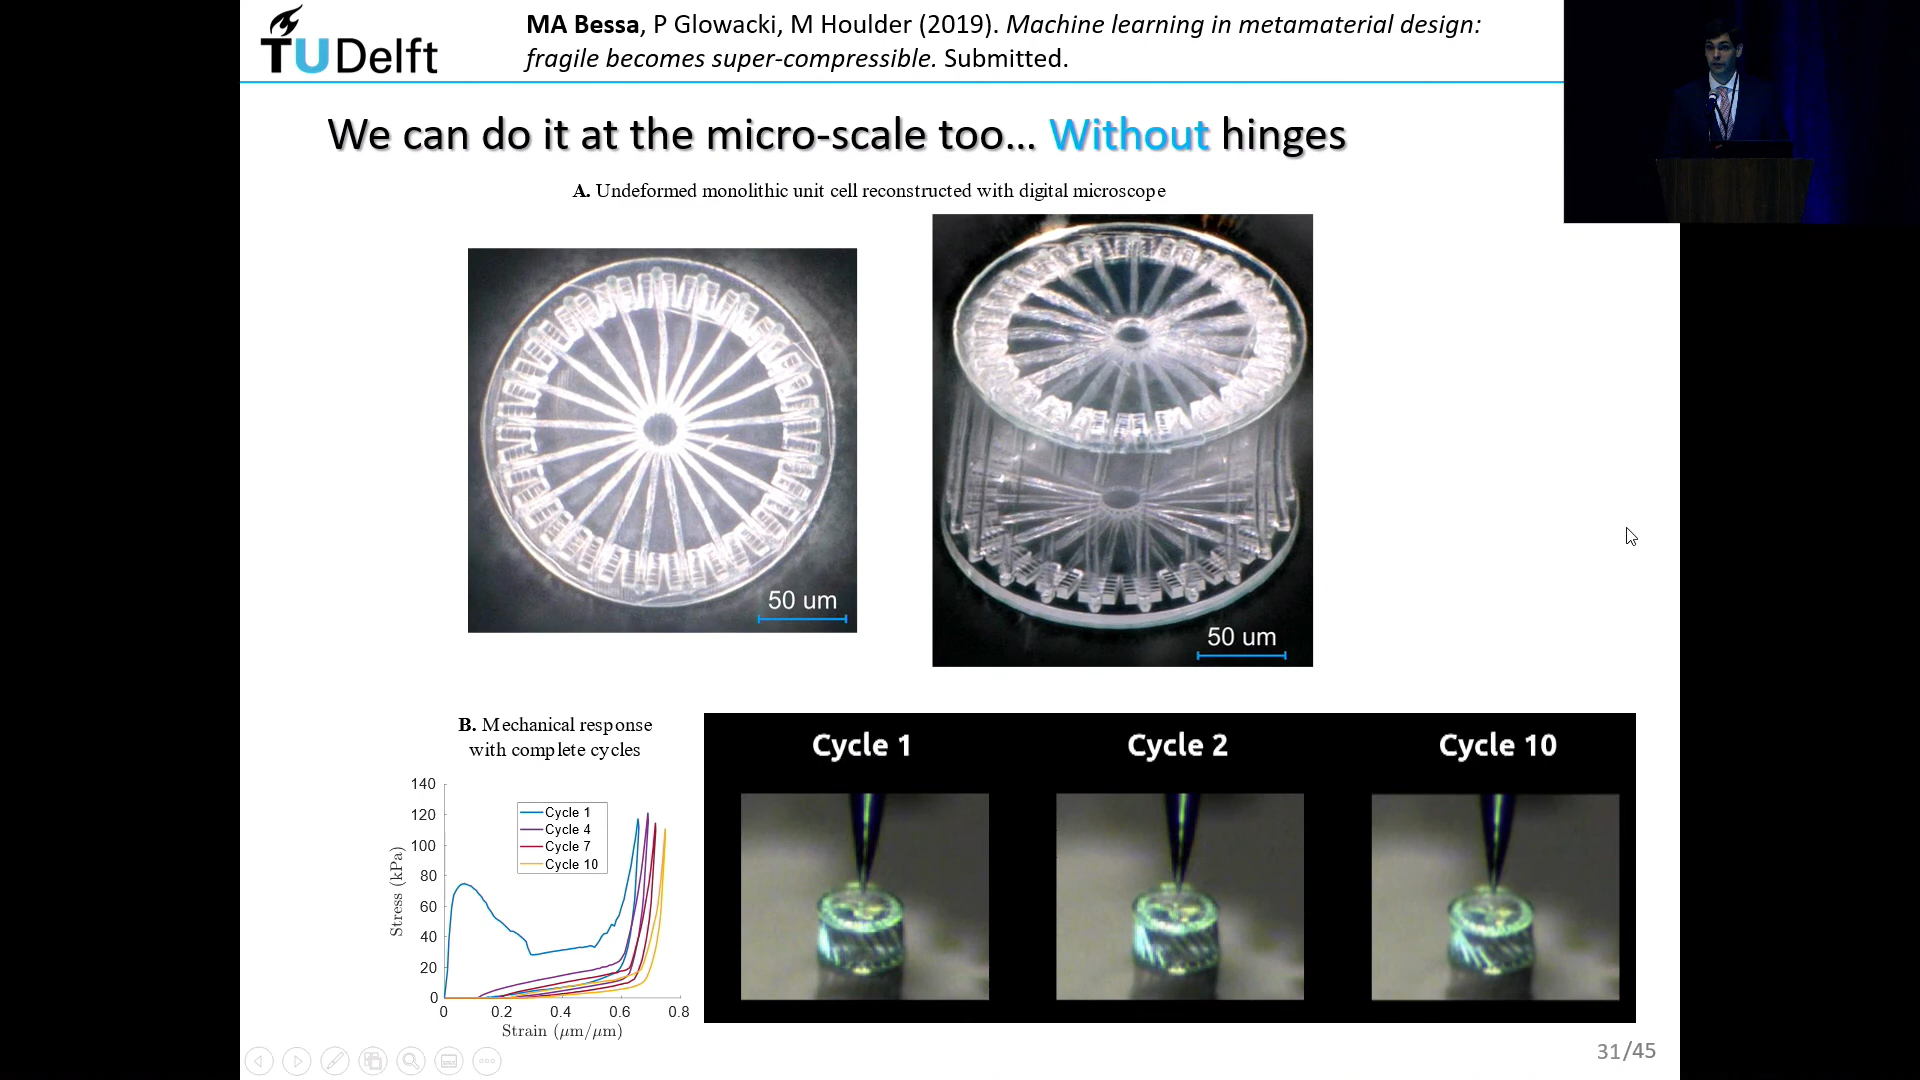 TU Delft
MA Bessa, P Glowacki, M Houlder (2019). Machine learning in metamaterial design:
fragile becomes super-compressible. Submitted.
We can do it at the micro-scale too... Without hinges
A. Undeformed monolithic unit cell reconstructed with digital microscope
50 um
50 um
B. Mechanical response
with complete cycles
140
120
100
80
60
40
20
0
Stress (kPa)
Cycle 1
Cycle 4
Cycle 7
Cycle 10
0 0.2 0.4 0.6 0.8
Strain (μm/μm)
Cycle 1
Cycle 2
Cycle 10
31/45